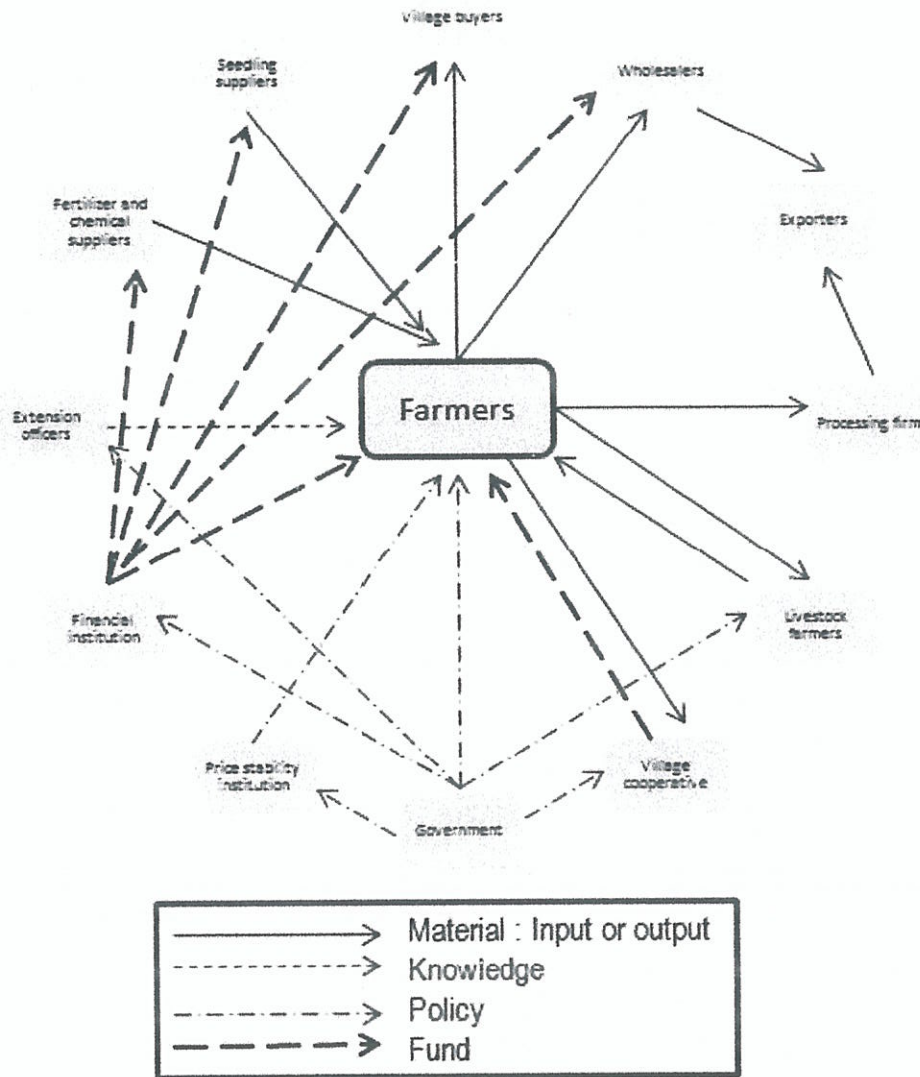 Village buyers
Seedling
suppliers
Wholesalers
Fertilizer and
chemical
suppliers
Exporters
Farmers
Extension
officers
Processing firm
Financial
institution
Livestock
farmers
Price stability
institution
Village
cooperative
Government
Material : Input or output
Knowledge
Policy
Fund